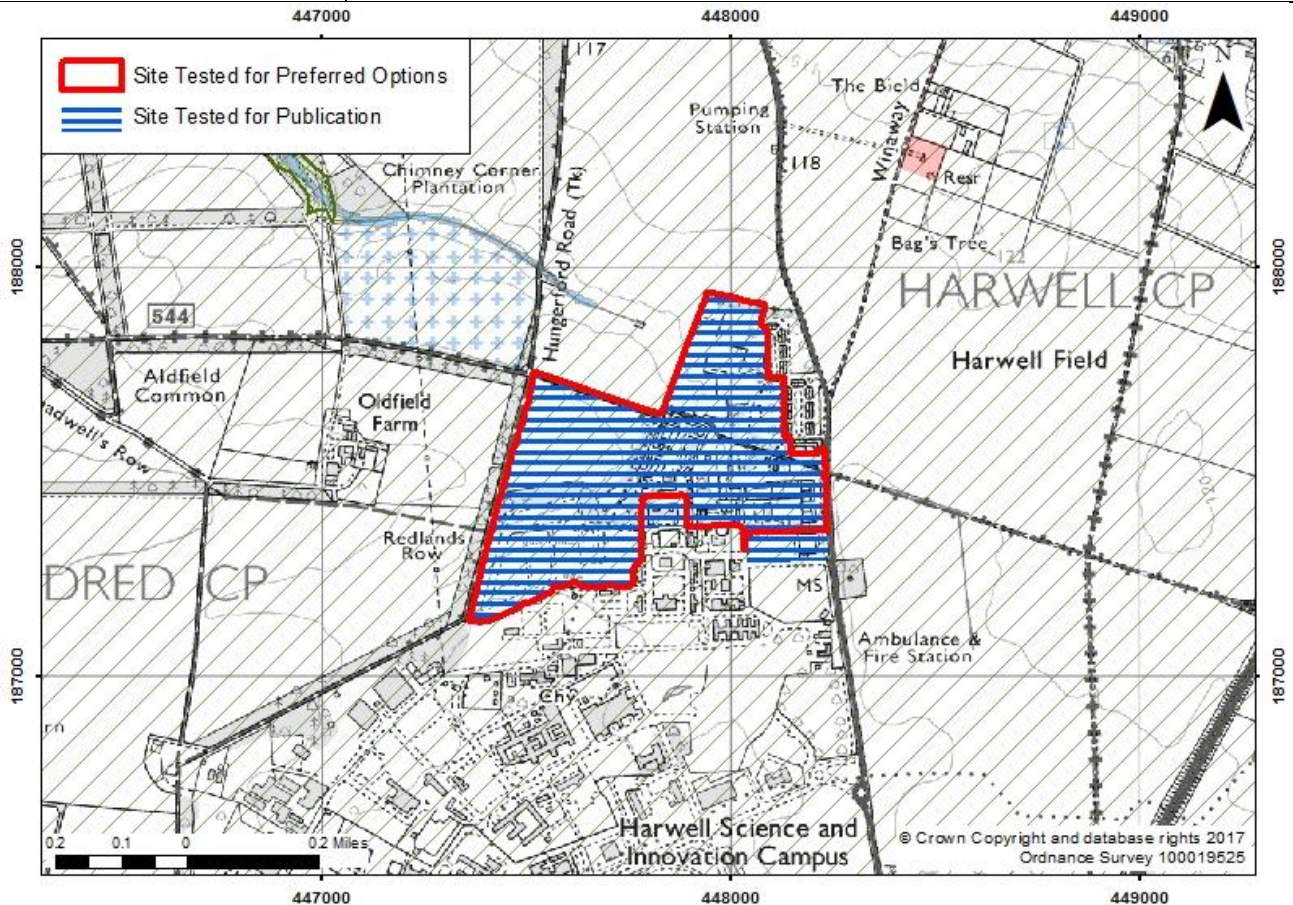 447000 448000 449000
N
Site Tested for Preferred Options
Site Tested for Publication
117
The Bield
Pumping
Station
118
Winaway
Resr
Chimney Corner
Plantation
Hungerford Road (Tk)
Bag's Tree
122
188000 188000
HARWELL CP
544
Harwell Field
Aldfield
Common
Oldfield
Farm
120
Redlands
Row
DRED CP
MS
Ambulance &
Fire Station
187000 187000
Chy
rn
Harwell Science and
Innovation Campus
0.2 0.1 0 0.2 Miles
© Crown Copyright and database rights 2017
Ordnance Survey 100019525
447000 448000 449000